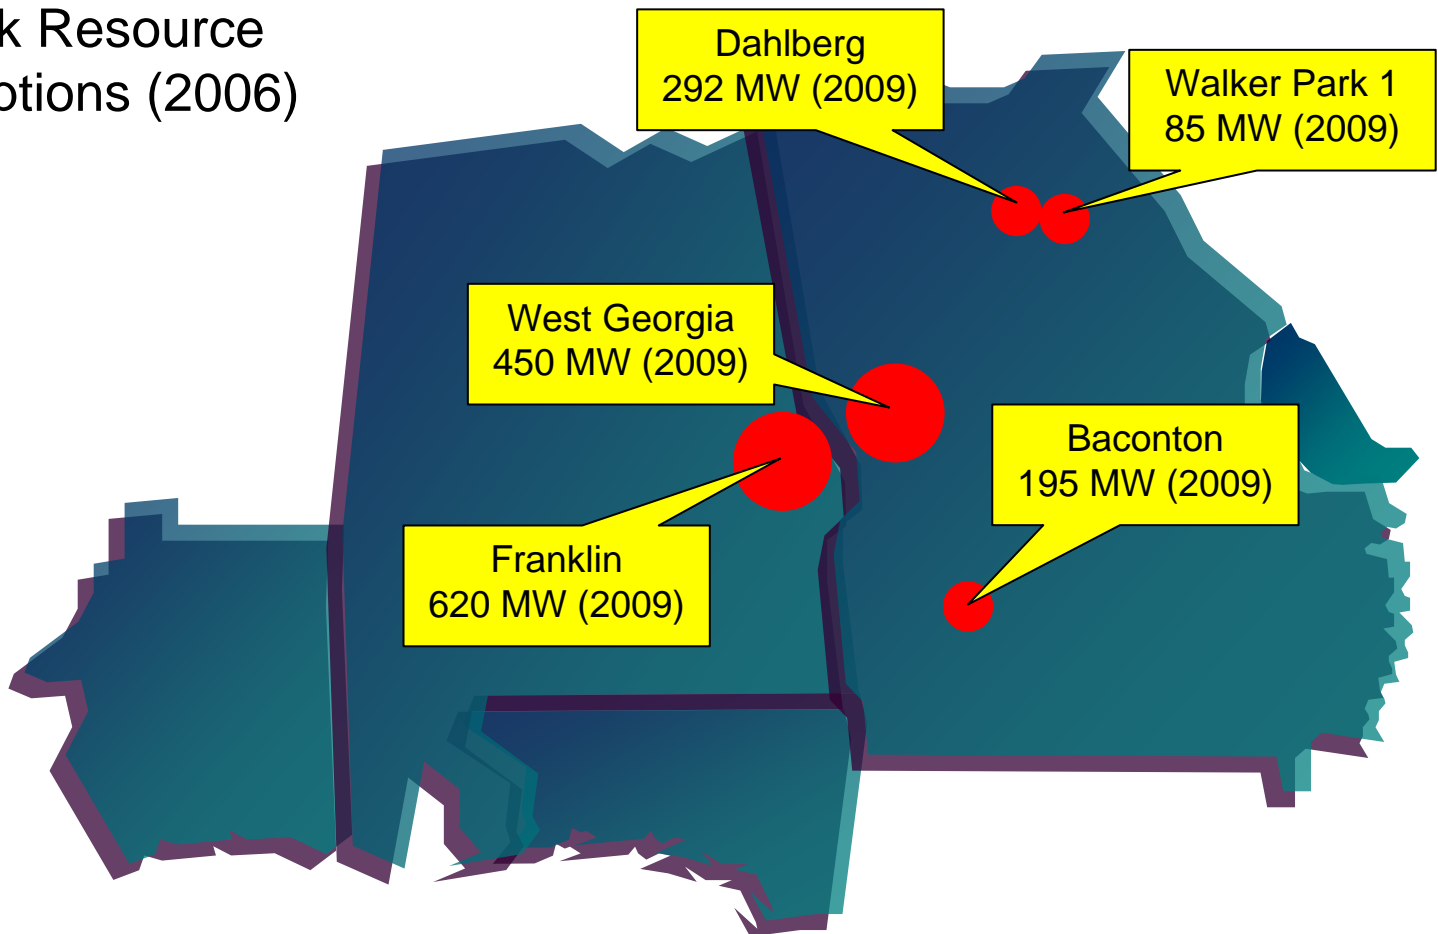 k Resource
otions (2006)
Dahlberg
292 MW (2009)
Walker Park 1
85 MW (2009)
West Georgia
450 MW (2009)
Baconton
195 MW (2009)
Franklin
620 MW (2009)